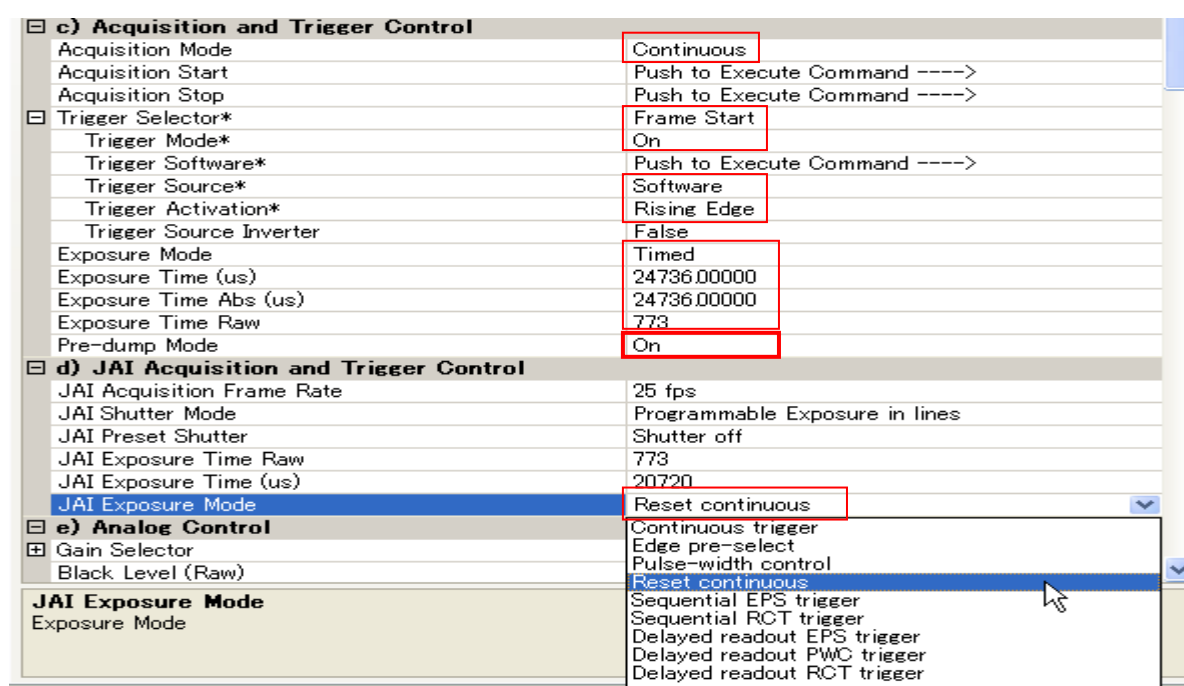 c) Acquisition and Trigger Control
Acquisition Mode Continuous
Acquisition Start Push to Execute Command ---->
Acquisition Stop Push to Execute Command ---->
Trigger Selector* Frame Start
Trigger Mode* On
Trigger Software* Push to Execute Command ---->
Trigger Source* Software
Trigger Activation* Rising Edge
Trigger Source Inverter False
Exposure Mode Timed
Exposure Time (us) 24736.00000
Exposure Time Abs (us) 24736.00000
Exposure Time Raw 773
Pre-dump Mode On
d) JAI Acquisition and Trigger Control
JAI Acquisition Frame Rate 25 fps
JAI Shutter Mode Programmable Exposure in lines
JAI Preset Shutter Shutter off
JAI Exposure Time Raw 773
JAI Exposure Time (us) 20720
JAI Exposure Mode Reset continuous
e) Analog Control
Gain Selector
Black Level (Raw)
Continuous trigger
Edge pre-select
Pulse-width control
Reset continuous
Sequential EPS trigger
Sequential RCT trigger
Delayed readout EPS trigger
Delayed readout PWC trigger
Delayed readout RCT trigger
JAI Exposure Mode
Exposure Mode